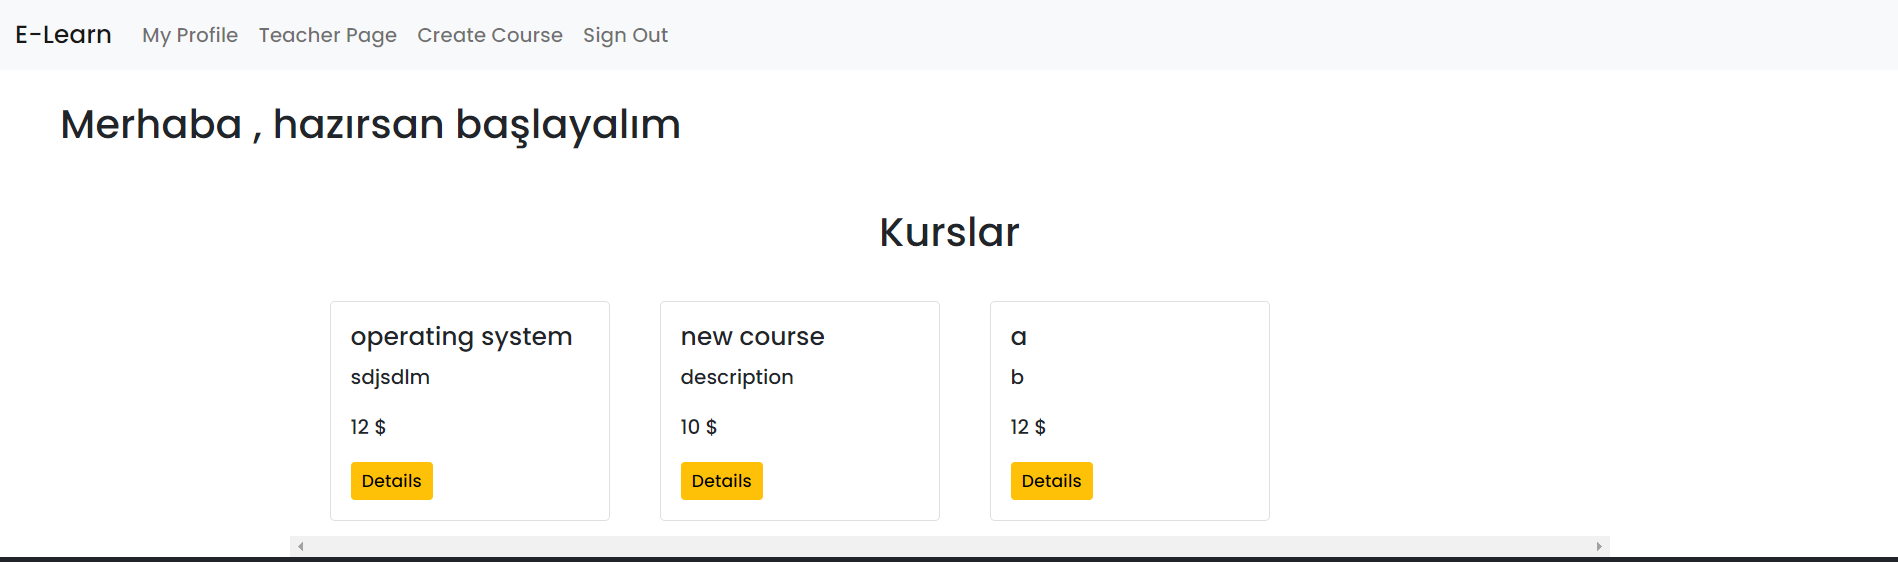 E-Learn My Profile Teacher Page Create Course Sign Out
Merhaba , hazırsan başlayalım
Kurslar
operating system
sdjsdlm
12 $
Details
new course
description
10 $
Details
a
b
12 $
Details